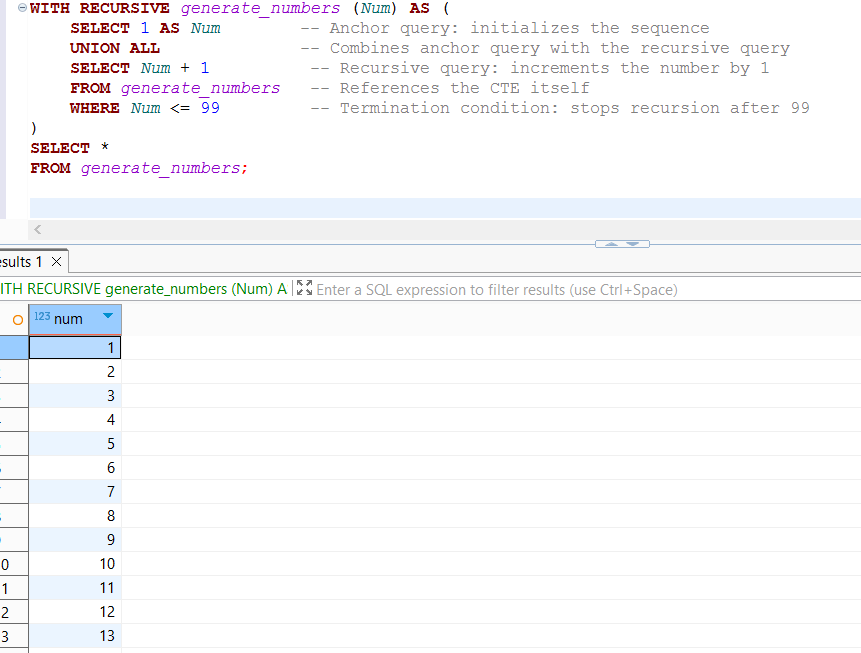 WITH RECURSIVE generate_numbers (Num) AS (
SELECT 1 AS Num -- Anchor query: initializes the sequence
UNION ALL -- Combines anchor query with the recursive query
SELECT Num + 1 -- Recursive query: increments the number by 1
FROM generate_numbers -- References the CTE itself
WHERE Num <= 99 -- Termination condition: stops recursion after 99
)
SELECT *
FROM generate_numbers;
esults 1
ITH RECURSIVE generate_numbers (Num) A Enter a SQL expression to filter results (use Ctrl+Space)
123 num
1
2
3
4
5
6
7
8
9
0 10
1 11
2 12
3 13